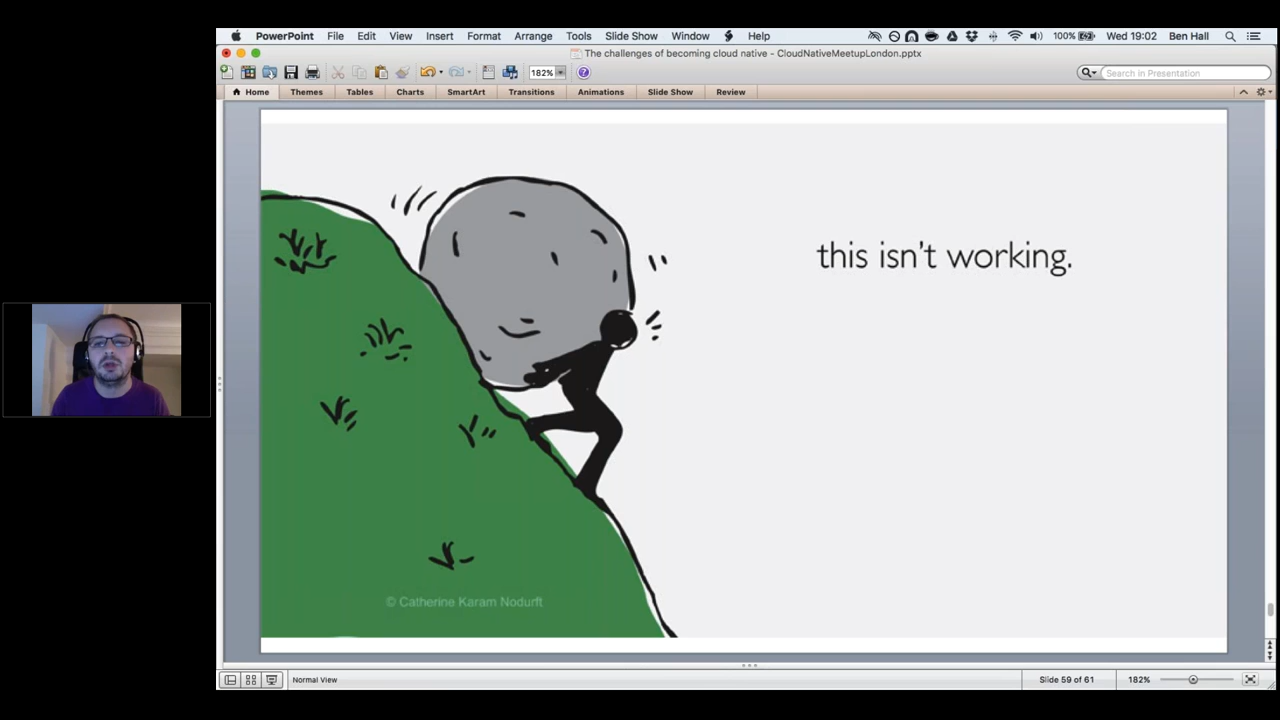 PowerPoint File Edit View Insert Format Arrange Tools Slide Show Window Help 100% Wed 19:02 Ben Hall
The challenges of becoming cloud native - CloudNativeMeetupLondon.pptx
182% Search in Presentation
Home Themes Tables Charts SmartArt Transitions Animations Slide Show Review
this isn't working.
© Catherine Karam Nodurft
Normal View Slide 59 of 61 182%